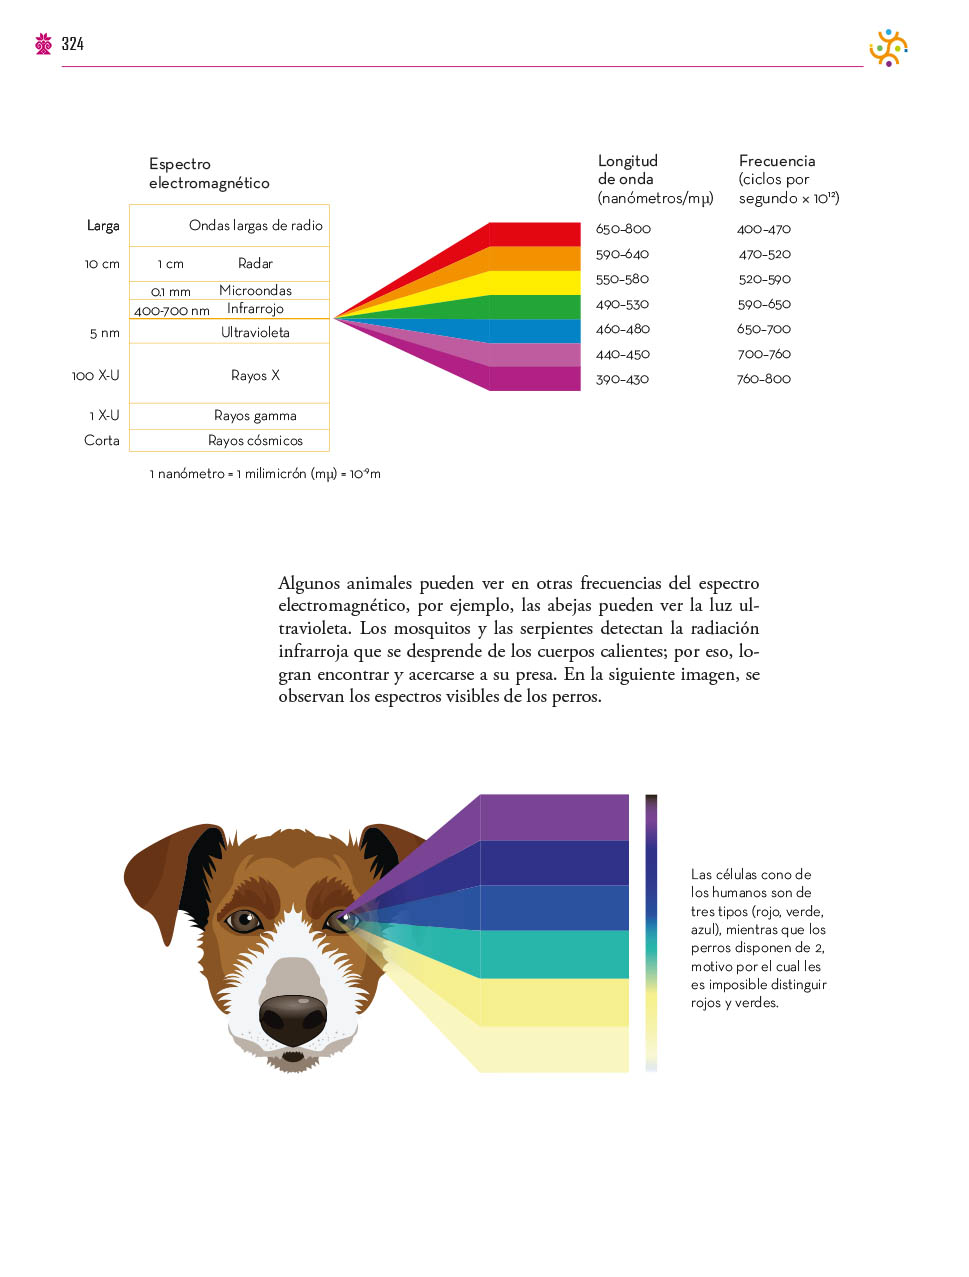 324
Espectro
electromagnético
Longitud
de onda
(nanómetros/mμ)
Frecuencia
(ciclos por
segundo × 10¹²)
Larga Ondas largas de radio
10 cm 1 cm Radar
0.1 mm Microondas
400-700 nm Infrarrojo
5 nm Ultravioleta
100 X-U Rayos X
1 X-U Rayos gamma
Corta Rayos cósmicos
650-800 400-470
590-640 470-520
550-580 520-590
490-530 590-650
460-480 650-700
440-450 700-760
390-430 760-800
1 nanómetro = 1 milimicrón (mμ) = 10⁻⁹m
Algunos animales pueden ver en otras frecuencias del espectro
electromagnético, por ejemplo, las abejas pueden ver la luz ul-
travioleta. Los mosquitos y las serpientes detectan la radiación
infrarroja que se desprende de los cuerpos calientes; por eso, lo-
gran encontrar y acercarse a su presa. En la siguiente imagen, se
observan los espectros visibles de los perros.
Las células cono de
los humanos son de
tres tipos (rojo, verde,
azul), mientras que los
perros disponen de 2,
motivo por el cual les
es imposible distinguir
rojos y verdes.